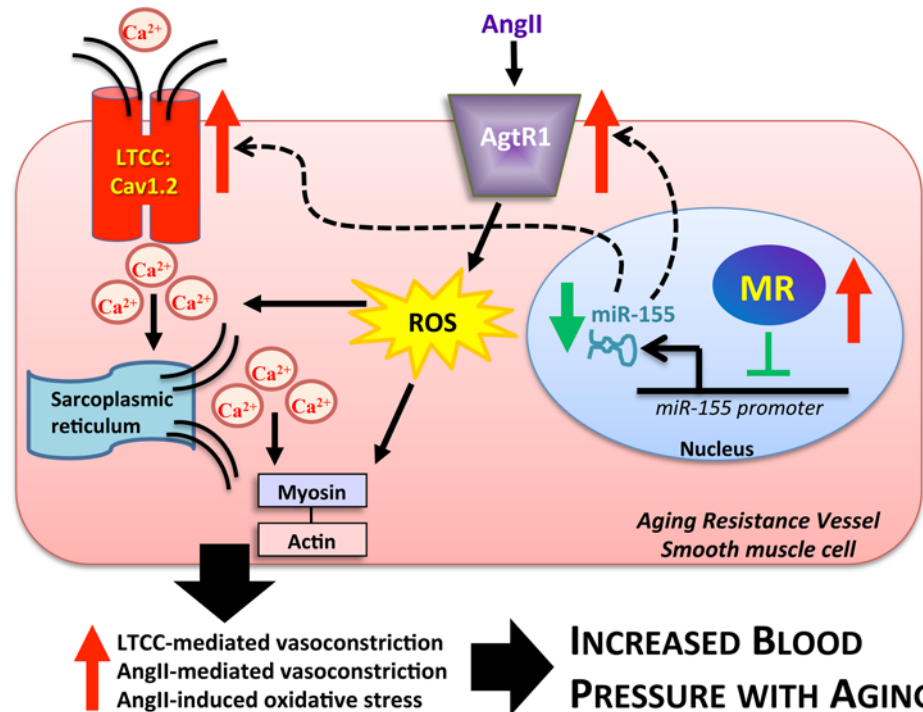 Ca2+
AngII
AgtR1
LTCC:
Cav1.2
Ca2+
Ca2+
Ca2+
ROS
miR-155
MR
miR-155 promoter
Nucleus
Sarcoplasmic
reticulum
Ca2+
Ca2+
Ca2+
Myosin
Actin
Aging Resistance Vessel
Smooth muscle cell
LTCC-mediated vasoconstriction
AngII-mediated vasoconstriction
AngII-induced oxidative stress
INCREASED BLOOD
PRESSURE WITH AGING